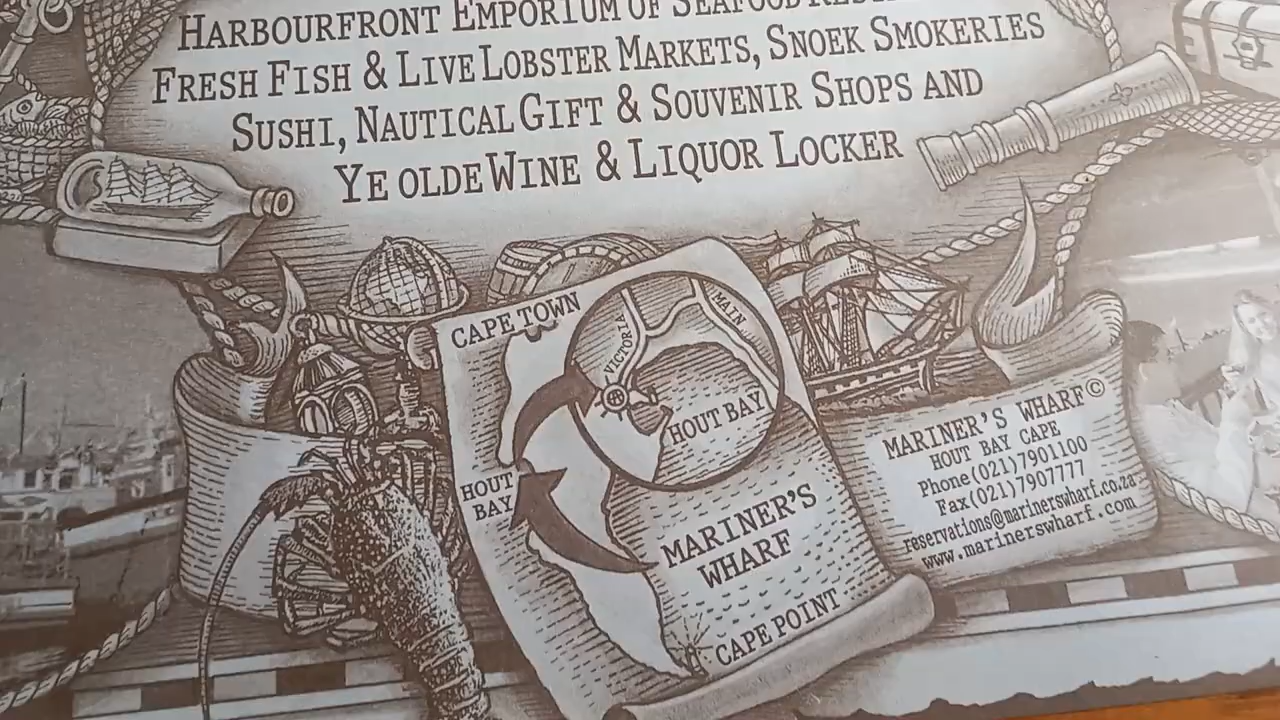 HARBOURFRONT EMPORIUM OF SEAFOOD
FRESH FISH & LIVE LOBSTER MARKETS, SNOEK SMOKERIES
SUSHI, NAUTICAL GIFT & SOUVENIR SHOPS AND
YE OLDE WINE & LIQUOR LOCKER
CAPE TOWN
VICTORIA
MAIN
HOUT BAY
HOUT
BAY
MARINER'S
WHARF
CAPE POINT
MARINER'S WHARF©
HOUT BAY CAPE
Phone (021)7901100
Fax(021)7907777
reservations@marinerswharf.co.za
www.marinerswharf.com